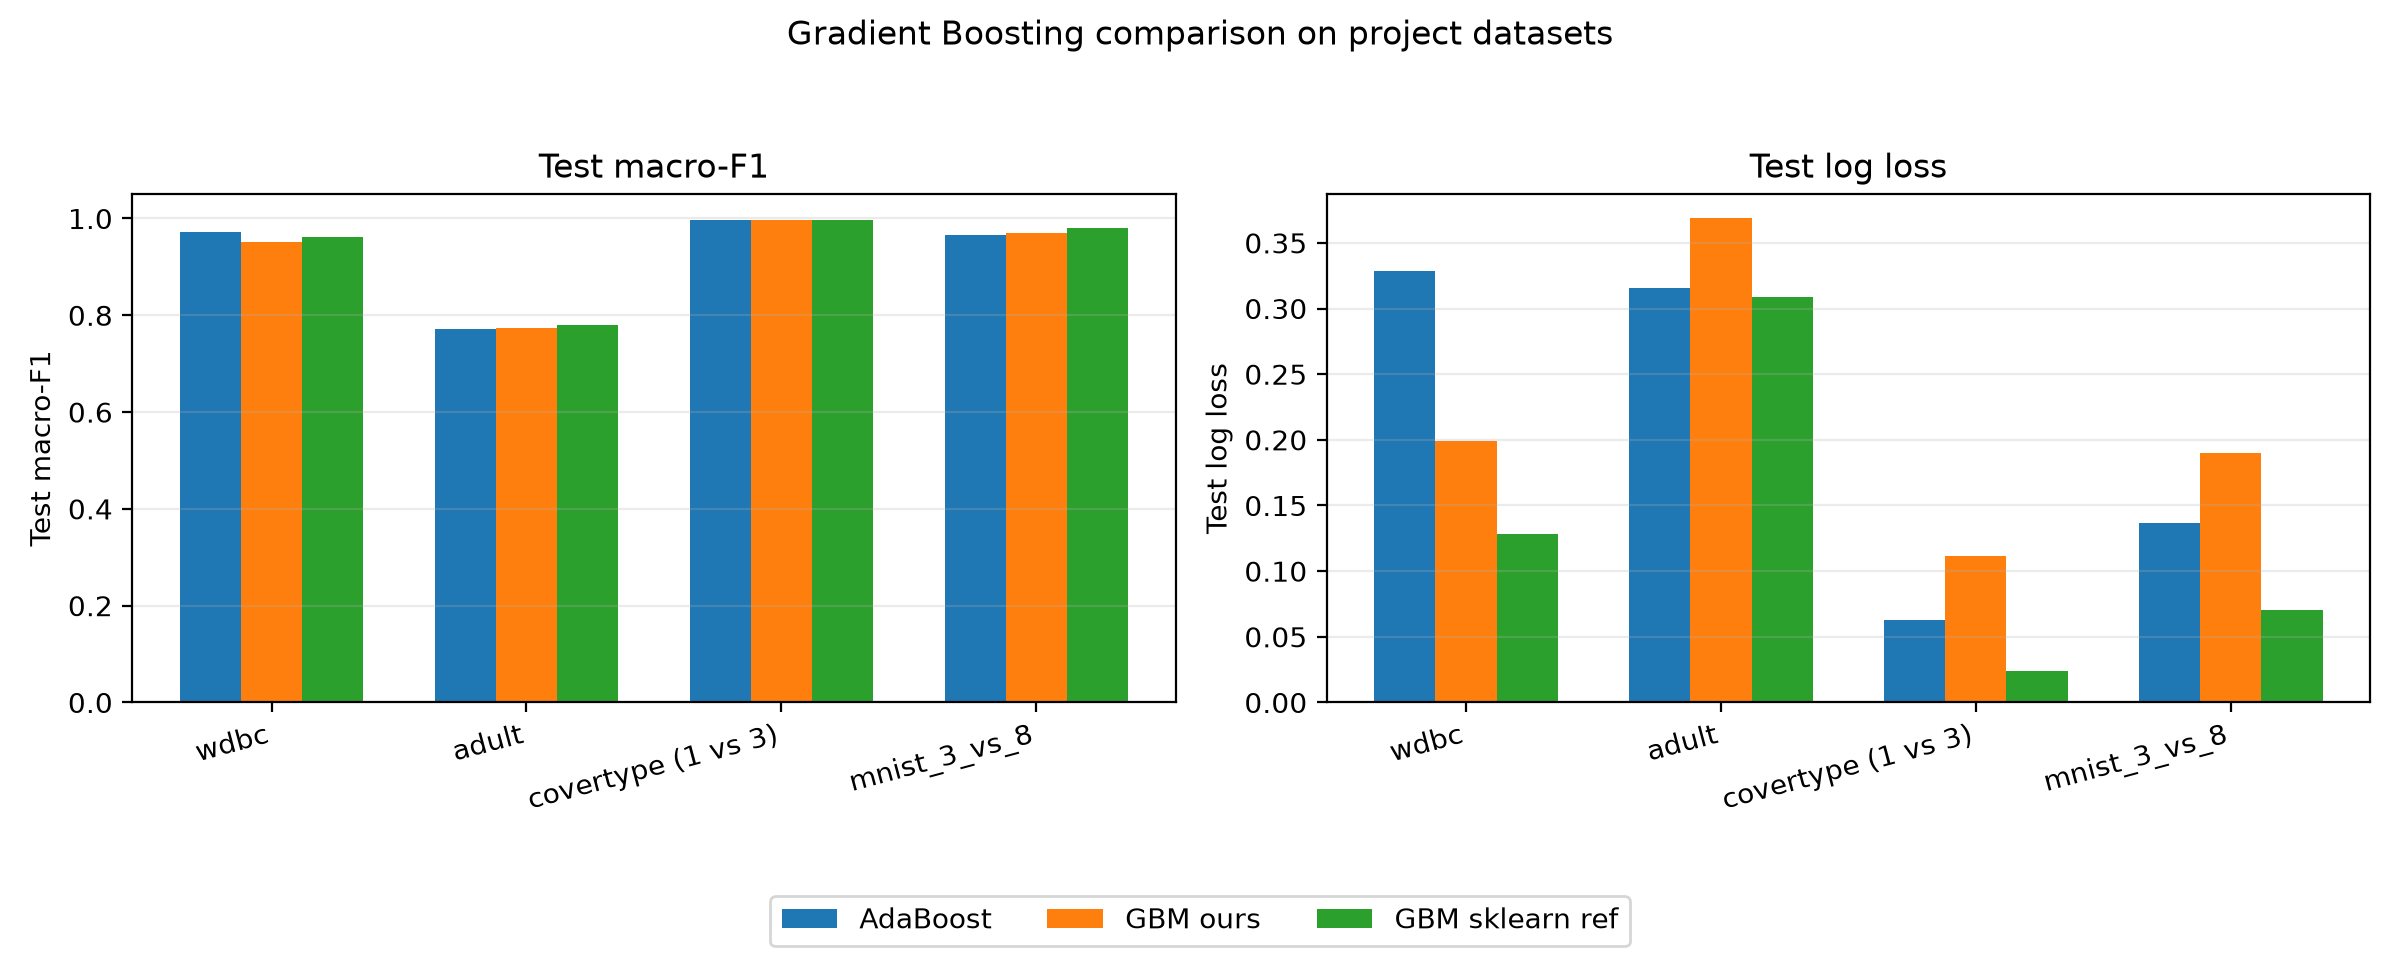 Gradient Boosting comparison on project datasets
Test macro-F1
Test macro-F1
1.0
0.8
0.6
0.4
0.2
0.0
wdbc
adult
covertype (1 vs 3)
mnist_3_vs_8
Test log loss
Test log loss
0.35
0.30
0.25
0.20
0.15
0.10
0.05
0.00
wdbc
adult
covertype (1 vs 3)
mnist_3_vs_8
AdaBoost
GBM ours
GBM sklearn ref